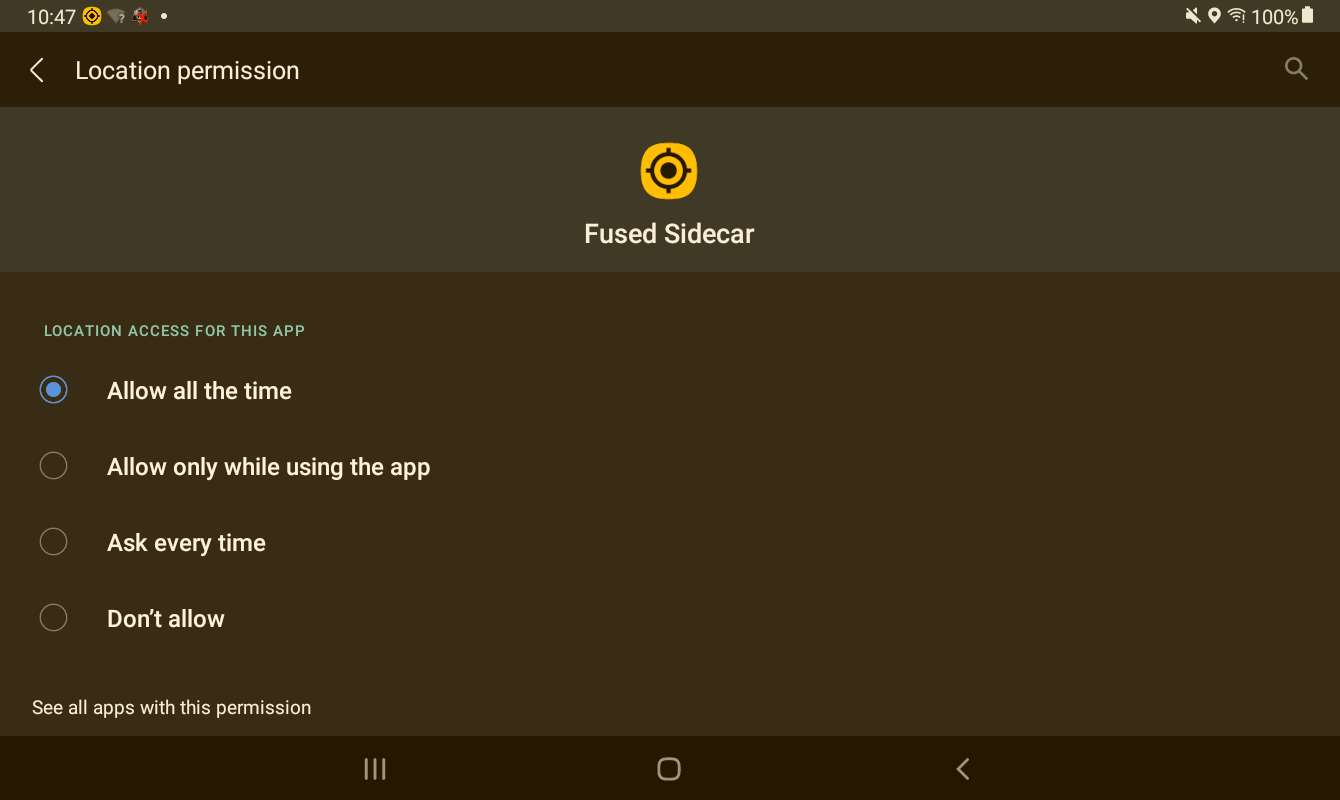 10:47
100%
Location permission
Fused Sidecar
LOCATION ACCESS FOR THIS APP
Allow all the time
Allow only while using the app
Ask every time
Don’t allow
See all apps with this permission